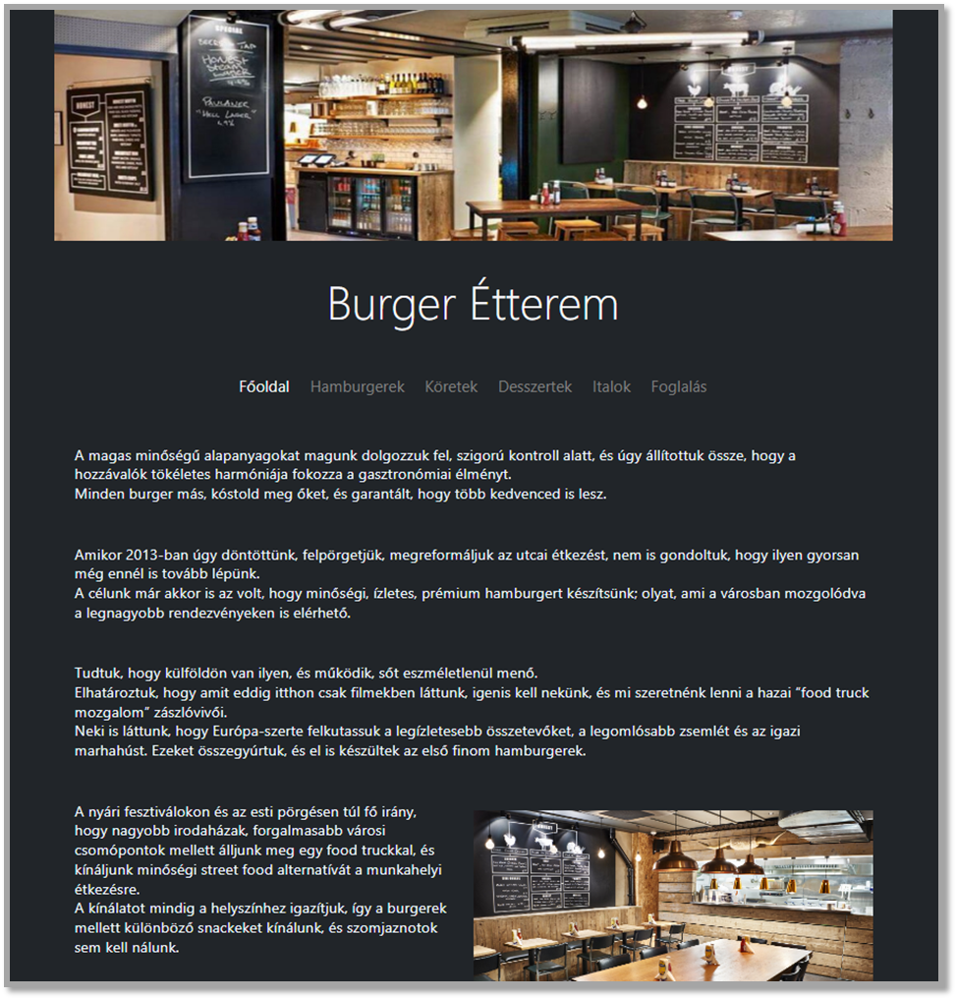 HONEST
SPECIAL
HONEST
PAULANER
"HELL LAGER"
Burger Étterem
Főoldal Hamburgerek Köretek Desszertek Italok Foglalás
A magas minőségű alapanyagokat magunk dolgozzuk fel, szigorú kontroll alatt, és úgy állítottuk össze, hogy a
hozzávalók tökéletes harmóniája fokozza a gasztronómiai élményt.
Minden burger más, kóstold meg őket, és garantált, hogy több kedvenced is lesz.
Amikor 2013-ban úgy döntöttünk, felpörgetjük, megreformáljuk az utcai étkezést, nem is gondoltuk, hogy ilyen gyorsan
még ennél is tovább lépünk.
A célunk már akkor is az volt, hogy minőségi, ízletes, prémium hamburgert készítsünk; olyat, ami a városban mozgolódva
a legnagyobb rendezvényeken is elérhető.
Tudtuk, hogy külföldön van ilyen, és működik, sőt eszméletlenül menő.
Elhatároztuk, hogy amit eddig itthon csak filmekben láttunk, igenis kell nekünk, és mi szeretnénk lenni a hazai "food truck
mozgalom" zászlóvivői.
Neki is láttunk, hogy Európa-szerte felkutassuk a legízletesebb összetevőket, a legomlósabb zsemlét és az igazi
marhahúst. Ezeket összegyúrtuk, és el is készültek az első finom hamburgerek.
A nyári fesztiválokon és az esti pörgésen túl fő irány,
hogy nagyobb irodaházak, forgalmasabb városi
csomópontok mellett álljunk meg egy food truckkal, és
kínáljunk minőségi street food alternatívát a munkahelyi
étkezésre.
A kínálatot mindig a helyszínhez igazítjuk, így a burgerek
mellett különböző snackeket kínálunk, és szomjaznotok
sem kell nálunk.